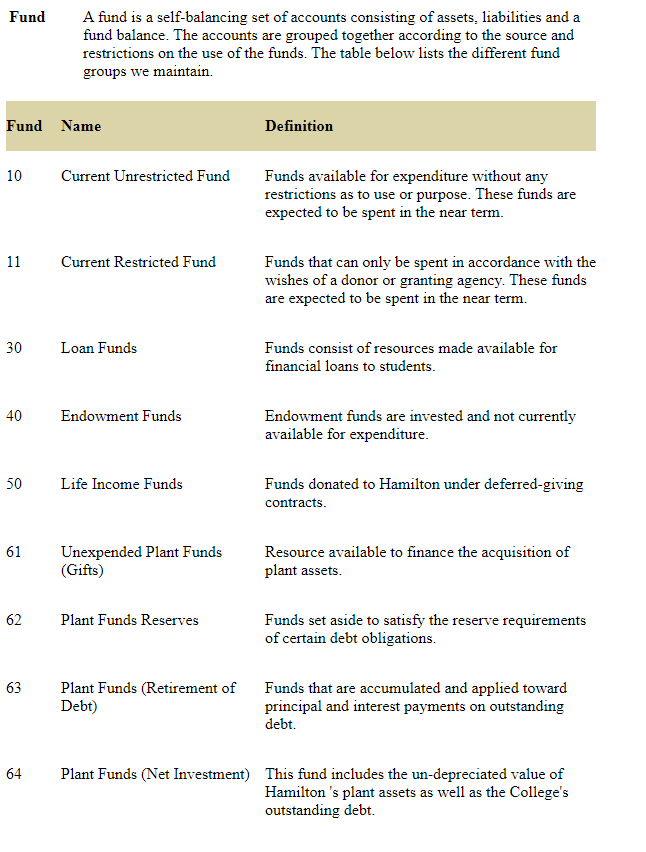 Fund A fund is a self-balancing set of accounts consisting of assets, liabilities and a
fund balance. The accounts are grouped together according to the source and
restrictions on the use of the funds. The table below lists the different fund
groups we maintain.
Fund Name Definition
10 Current Unrestricted Fund Funds available for expenditure without any
restrictions as to use or purpose. These funds are
expected to be spent in the near term.
11 Current Restricted Fund Funds that can only be spent in accordance with the
wishes of a donor or granting agency. These funds
are expected to be spent in the near term.
30 Loan Funds Funds consist of resources made available for
financial loans to students.
40 Endowment Funds Endowment funds are invested and not currently
available for expenditure.
50 Life Income Funds Funds donated to Hamilton under deferred-giving
contracts.
61 Unexpended Plant Funds Resource available to finance the acquisition of
(Gifts) plant assets.
62 Plant Funds Reserves Funds set aside to satisfy the reserve requirements
of certain debt obligations.
63 Plant Funds (Retirement of Funds that are accumulated and applied toward
Debt) principal and interest payments on outstanding
debt.
64 Plant Funds (Net Investment) This fund includes the un-depreciated value of
Hamilton 's plant assets as well as the College's
outstanding debt.